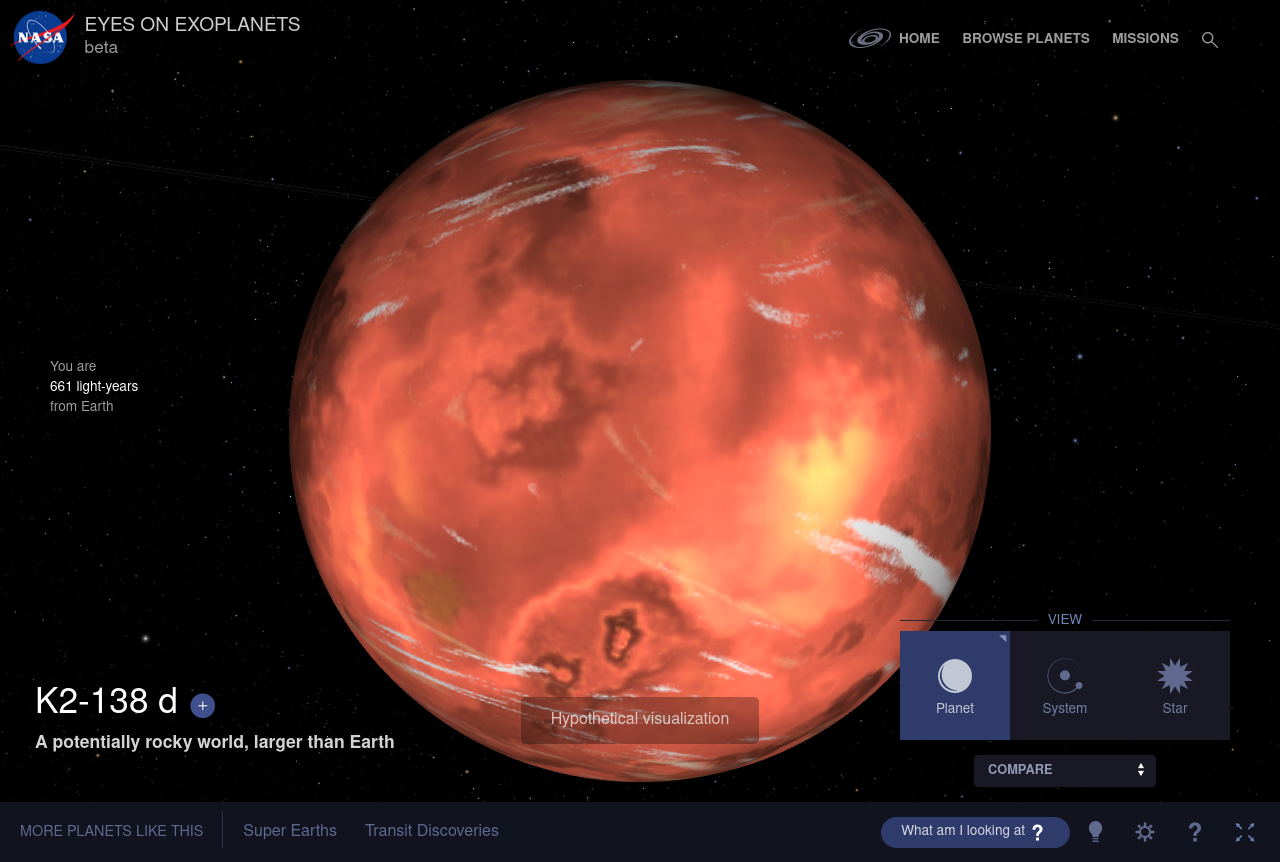 NASA
EYES ON EXOPLANETS
beta
HOME
BROWSE PLANETS
MISSIONS
You are
661 light-years
from Earth
VIEW
Planet
System
Star
K2-138 d +
A potentially rocky world, larger than Earth
Hypothetical visualization
COMPARE
MORE PLANETS LIKE THIS
Super Earths
Transit Discoveries
What am I looking at ?
?